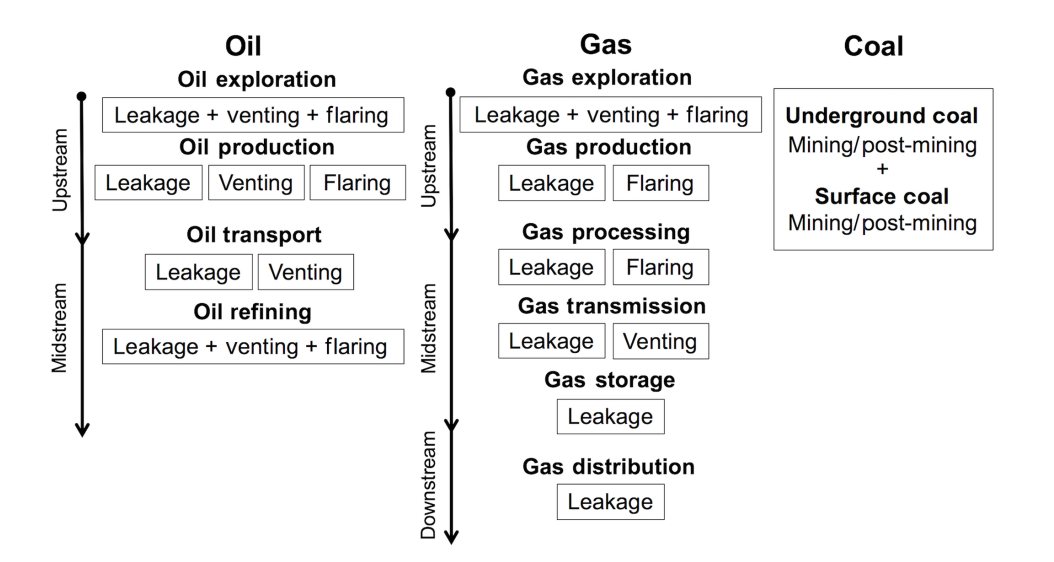 Oil
Oil exploration
Leakage + venting + flaring
Oil production
Leakage
Venting
Flaring
Oil transport
Leakage
Venting
Oil refining
Leakage + venting + flaring
Upstream
Midstream
Gas
Gas exploration
Leakage + venting + flaring
Gas production
Leakage
Flaring
Gas processing
Leakage
Flaring
Gas transmission
Leakage
Venting
Gas storage
Leakage
Gas distribution
Leakage
Upstream
Midstream
Downstream
Coal
Underground coal
Mining/post-mining
+
Surface coal
Mining/post-mining